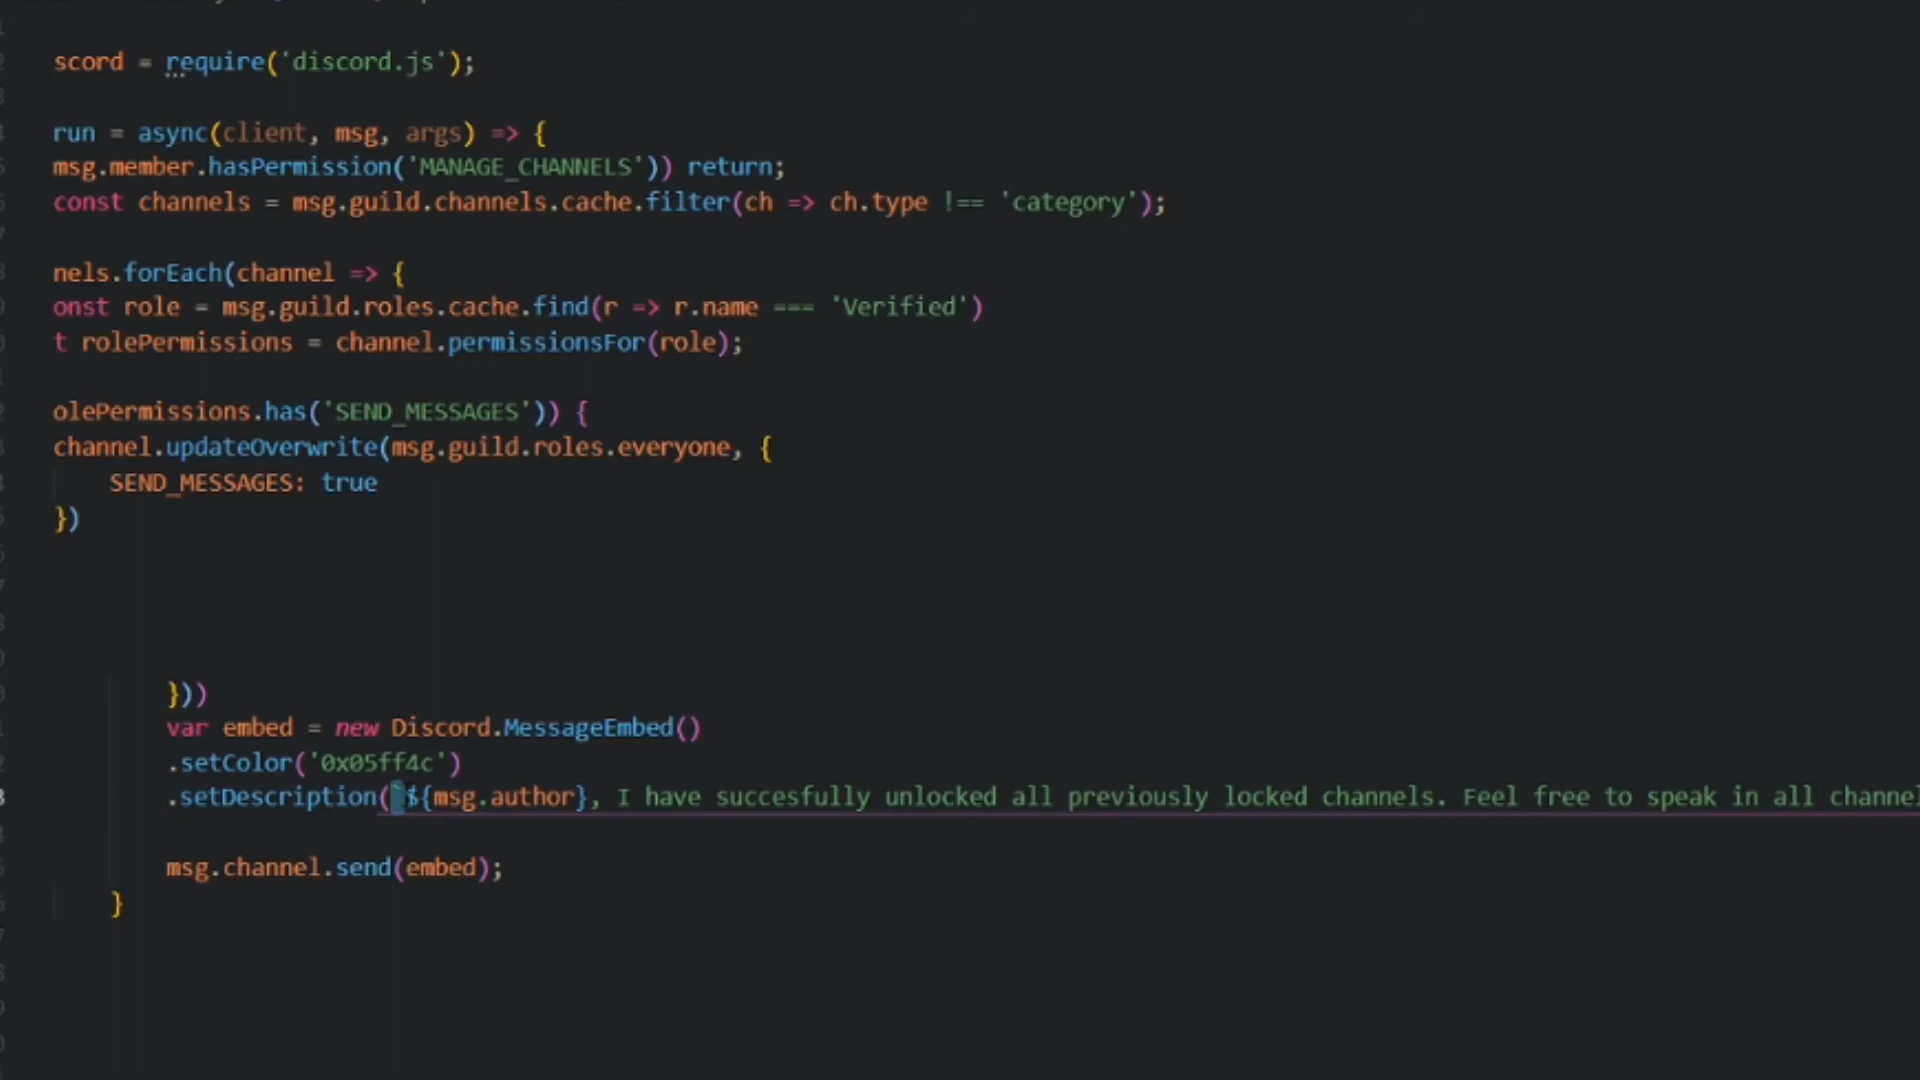 scord = require('discord.js');
run = async(client, msg, args) => {
msg.member.hasPermission('MANAGE_CHANNELS')) return;
const channels = msg.guild.channels.cache.filter(ch => ch.type !== 'category');
nels.forEach(channel => {
onst role = msg.guild.roles.cache.find(r => r.name === 'Verified')
t rolePermissions = channel.permissionsFor(role);
olePermissions.has('SEND_MESSAGES')) {
channel.updateOverwrite(msg.guild.roles.everyone, {
SEND_MESSAGES: true
})
}))
var embed = new Discord.MessageEmbed()
.setColor('0x05ff4c')
.setDescription(`${msg.author}, I have succesfully unlocked all previously locked channels. Feel free to speak in all channel
msg.channel.send(embed);
}